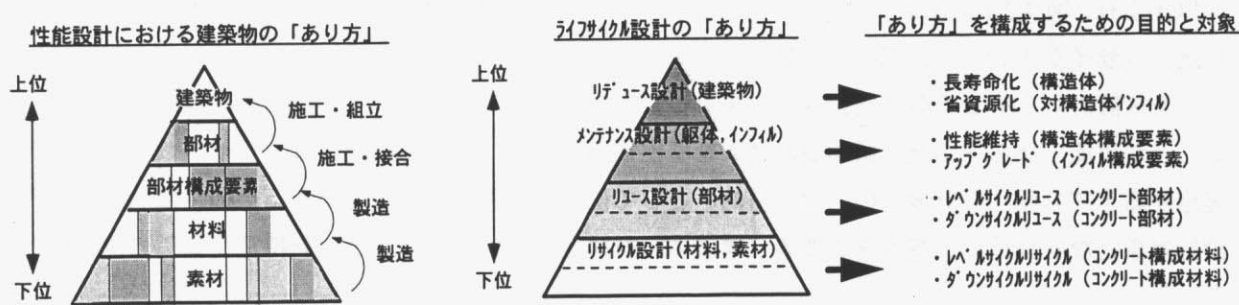 性能設計における建築物の「あり方」
上位
下位
建築物
部材
部材構成要素
材料
素材
施工・組立
施工・接合
製造
製造
ライフサイクル設計の「あり方」
上位
下位
リデュース設計(建築物)
メンテナンス設計(躯体,インフィル)
リユース設計(部材)
リサイクル設計(材料,素材)
「あり方」を構成するための目的と対象
・長寿命化(構造体)
・省資源化(対構造体インフィル)
・性能維持(構造体構成要素)
・アップグレード(インフィル構成要素)
・レベルサイクルリユース(コンクリート部材)
・ダウンサイクルリユース(コンクリート部材)
・レベルサイクルリサイクル(コンクリート構成材料)
・ダウンサイクルリサイクル(コンクリート構成材料)